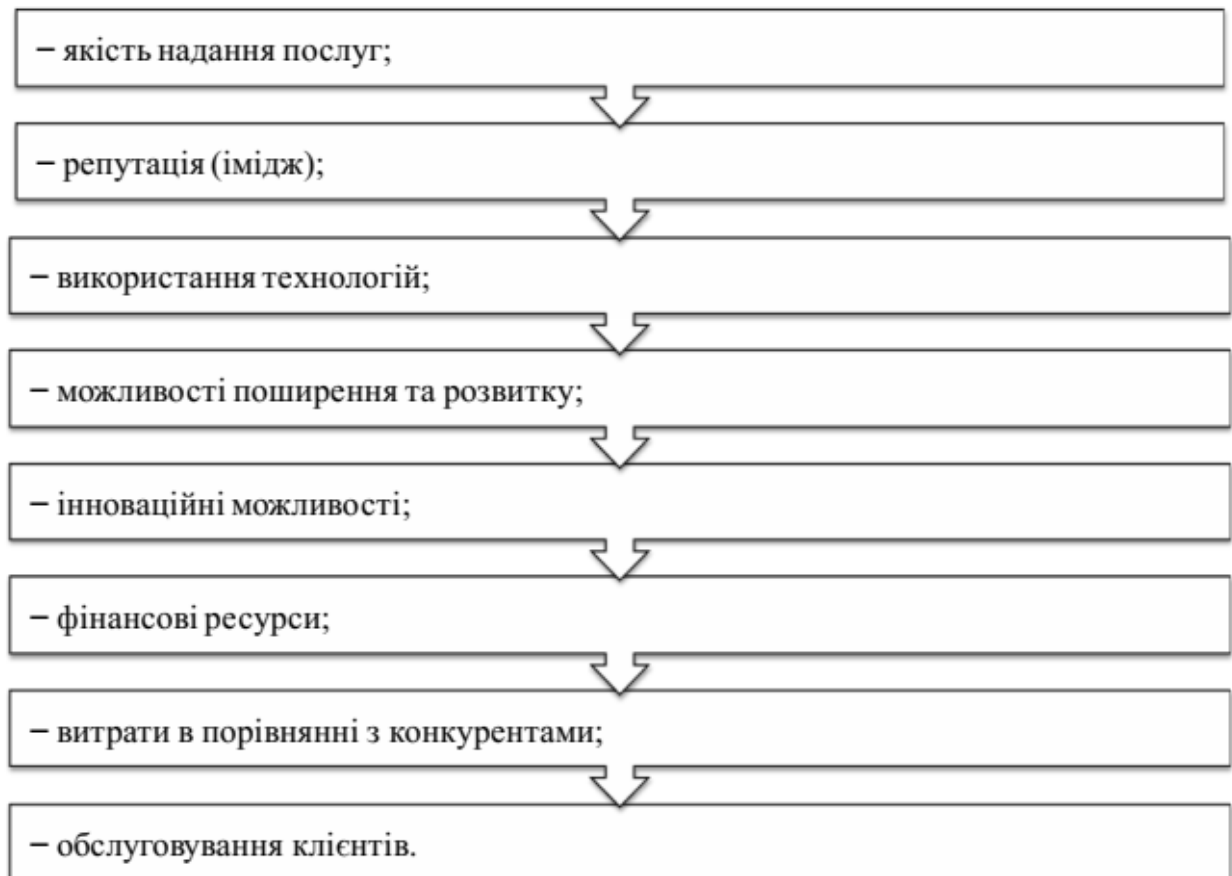 – якість надання послуг;
– репутація (імідж);
– використання технологій;
– можливості поширення та розвитку;
– інноваційні можливості;
– фінансові ресурси;
– витрати в порівнянні з конкурентами;
– обслуговування клієнтів.